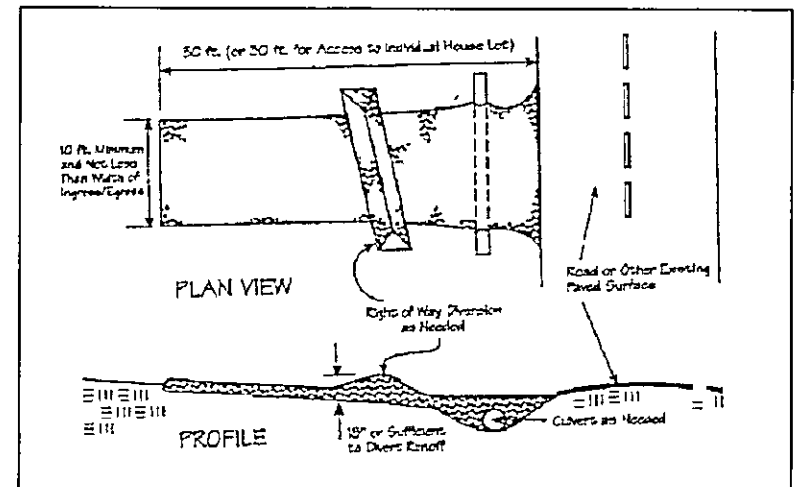 50 ft. (or 30 ft. for Access to Individual House Lot)
10 ft. Minimum
and Not Less
Than Width of
Ingress/Egress
PLAN VIEW
Road or Other Existing
Paved Surface
Right of Way Diversion
as Needed
18" or Sufficient
to Divert Runoff
Culvert as Needed
PROFILE